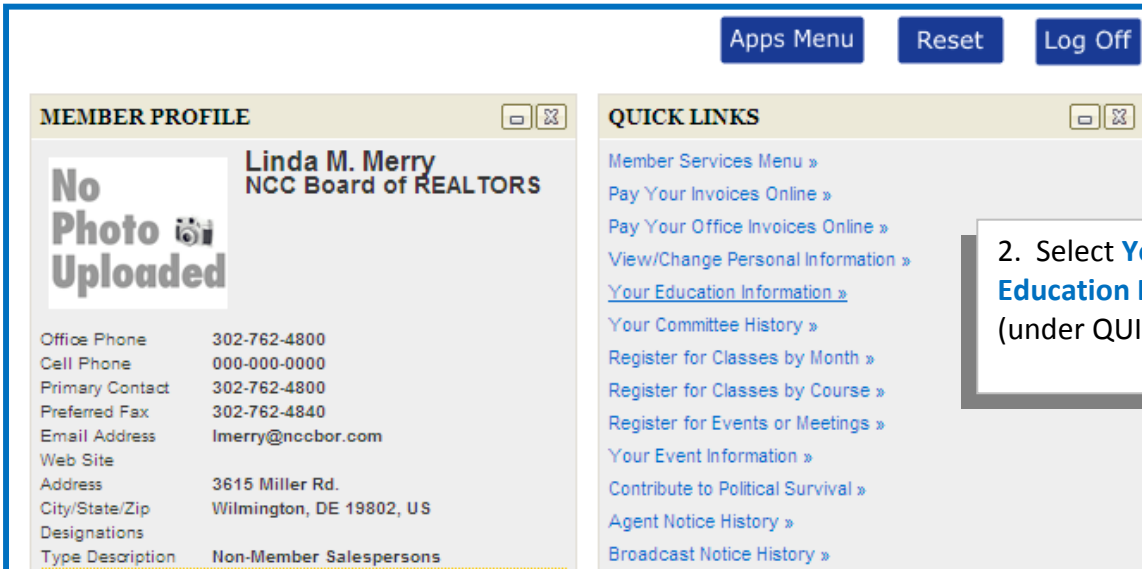 Apps Menu Reset Log Off
MEMBER PROFILE
No
Photo
Uploaded
Linda M. Merry
NCC Board of REALTORS
Office Phone 302-762-4800
Cell Phone 000-000-0000
Primary Contact 302-762-4800
Preferred Fax 302-762-4840
Email Address lmerry@nccbor.com
Web Site
Address 3615 Miller Rd.
City/State/Zip Wilmington, DE 19802, US
Designations
Type Description Non-Member Salespersons
QUICK LINKS
Member Services Menu »
Pay Your Invoices Online »
Pay Your Office Invoices Online »
View/Change Personal Information »
Your Education Information »
Your Committee History »
Register for Classes by Month »
Register for Classes by Course »
Register for Events or Meetings »
Your Event Information »
Contribute to Political Survival »
Agent Notice History »
Broadcast Notice History »
2. Select
Education
(under